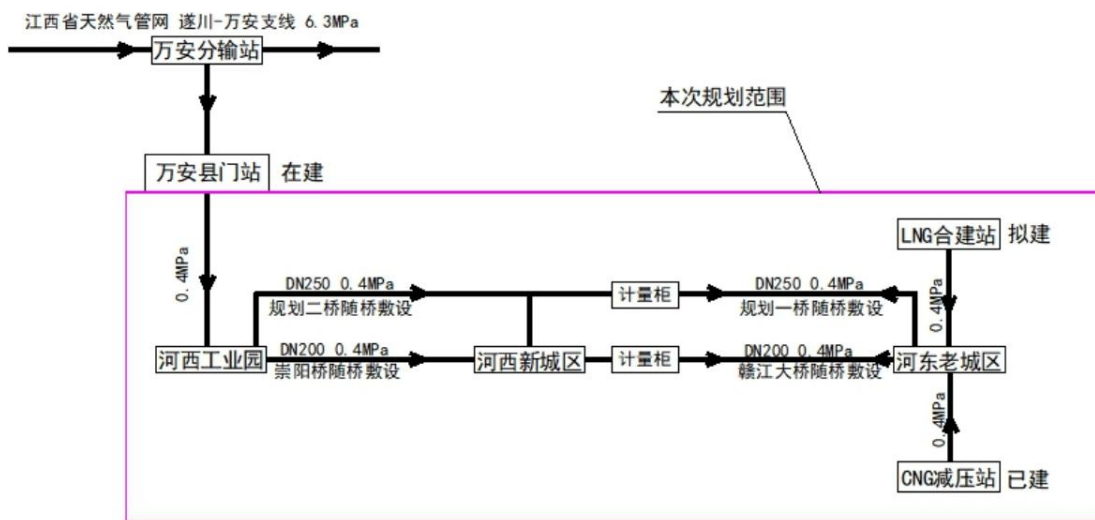 江西省天然气管网 遂川-万安支线 6.3MPa
万安分输站
本次规划范围
万安县门站 在建
0.4MPa
LNG合建站 拟建
DN250 0.4MPa
计量柜
DN250 0.4MPa
规划二桥随桥敷设
规划一桥随桥敷设
0.4MPa
河西工业园
DN200 0.4MPa
崇阳桥随桥敷设
河西新城区
计量柜
DN200 0.4MPa
赣江大桥随桥敷设
河东老城区
0.4MPa
CNG减压站 已建